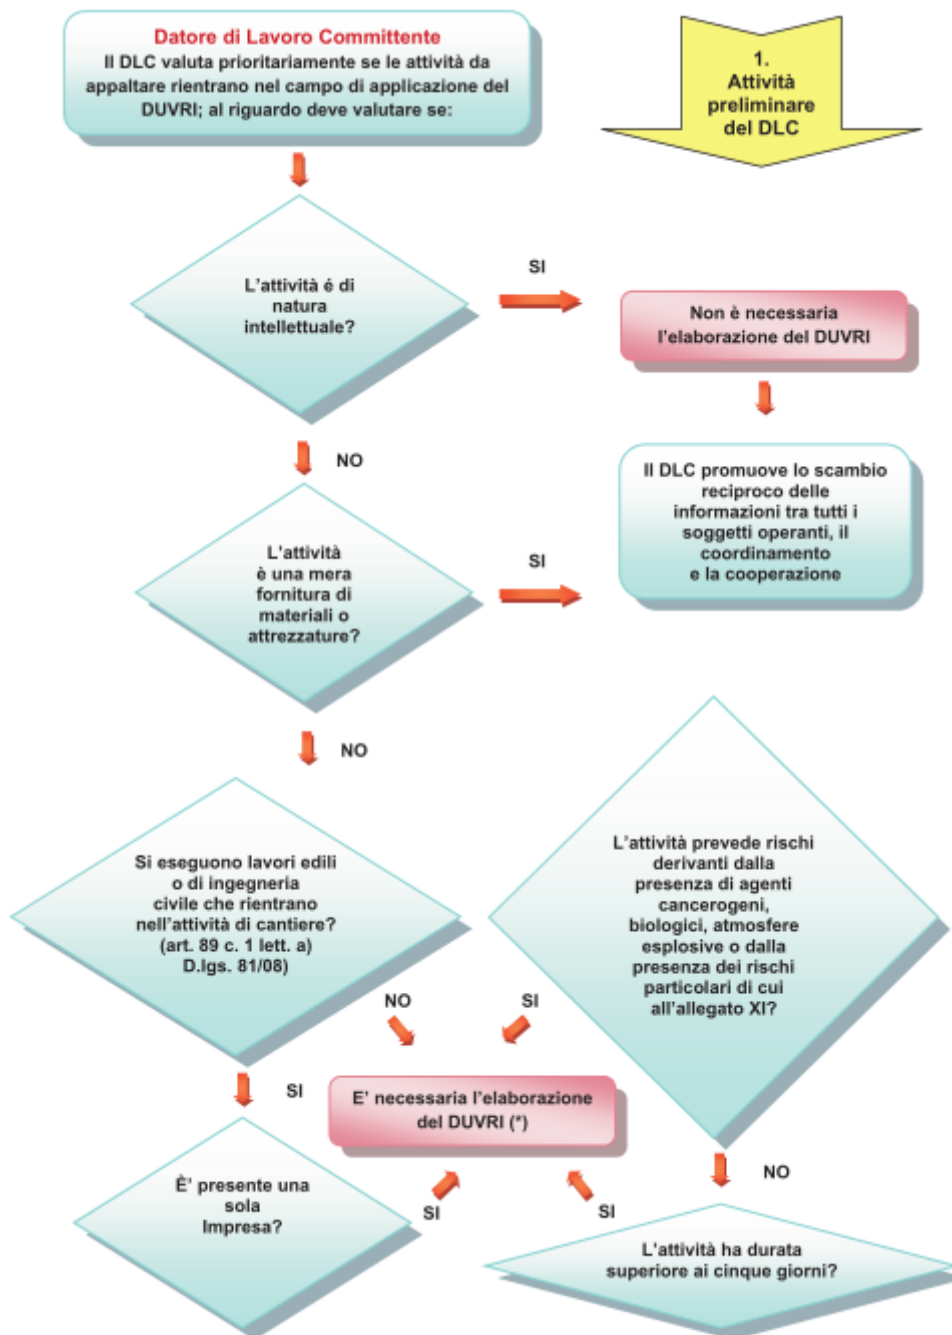 Datore di Lavoro Committente
Il DLC valuta prioritariamente se le attività da
appaltare rientrano nel campo di applicazione del
DUVRI; al riguardo deve valutare se:
1.
Attività
preliminare
del DLC
L'attività é di
natura
intellettuale?
SI
Non è necessaria
l'elaborazione del DUVRI
NO
Il DLC promuove lo scambio
reciproco delle
informazioni tra tutti i
soggetti operanti, il
coordinamento
e la cooperazione
L'attività
è una mera
fornitura di
materiali o
attrezzature?
SI
NO
Si eseguono lavori edili
o di ingegneria
civile che rientrano
nell'attività di cantiere?
(art. 89 c. 1 lett. a)
D.lgs. 81/08)
L'attività prevede rischi
derivanti dalla
presenza di agenti
cancerogeni,
biologici, atmosfere
esplosive o dalla
presenza dei rischi
particolari di cui
all'allegato XI?
NO
SI
SI
E' necessaria l'elaborazione
del DUVRI (*)
NO
È' presente una
sola
Impresa?
SI
SI
L'attività ha durata
superiore ai cinque giorni?